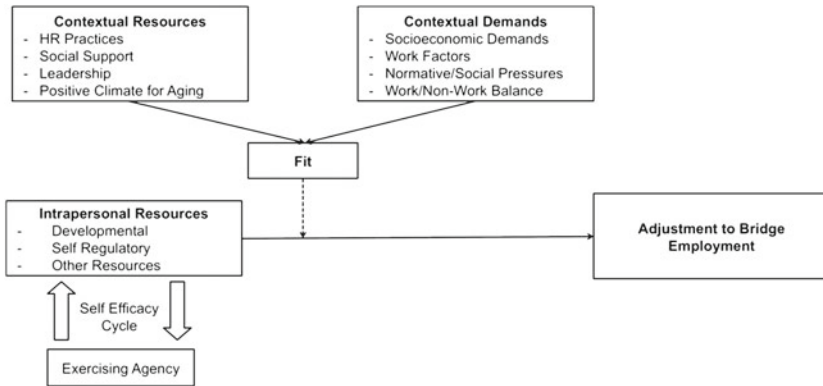 Contextual Resources
- HR Practices
- Social Support
- Leadership
- Positive Climate for Aging
Contextual Demands
- Socioeconomic Demands
- Work Factors
- Normative/Social Pressures
- Work/Non-Work Balance
Fit
Intrapersonal Resources
- Developmental
- Self Regulatory
- Other Resources
Adjustment to Bridge
Employment
Self Efficacy
Cycle
Exercising Agency